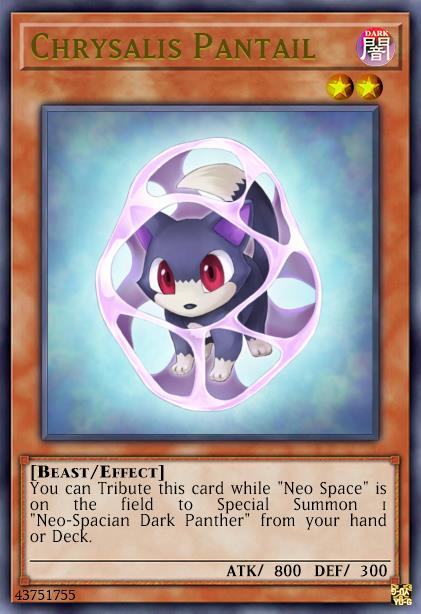 CHRYSALIS PANTAIL
DARK
闇
[BEAST/EFFECT]
You can Tribute this card while "Neo Space" is
on the field to Special Summon 1
"Neo-Spacian Dark Panther" from your hand
or Deck.
ATK/ 800 DEF/ 300
43751755